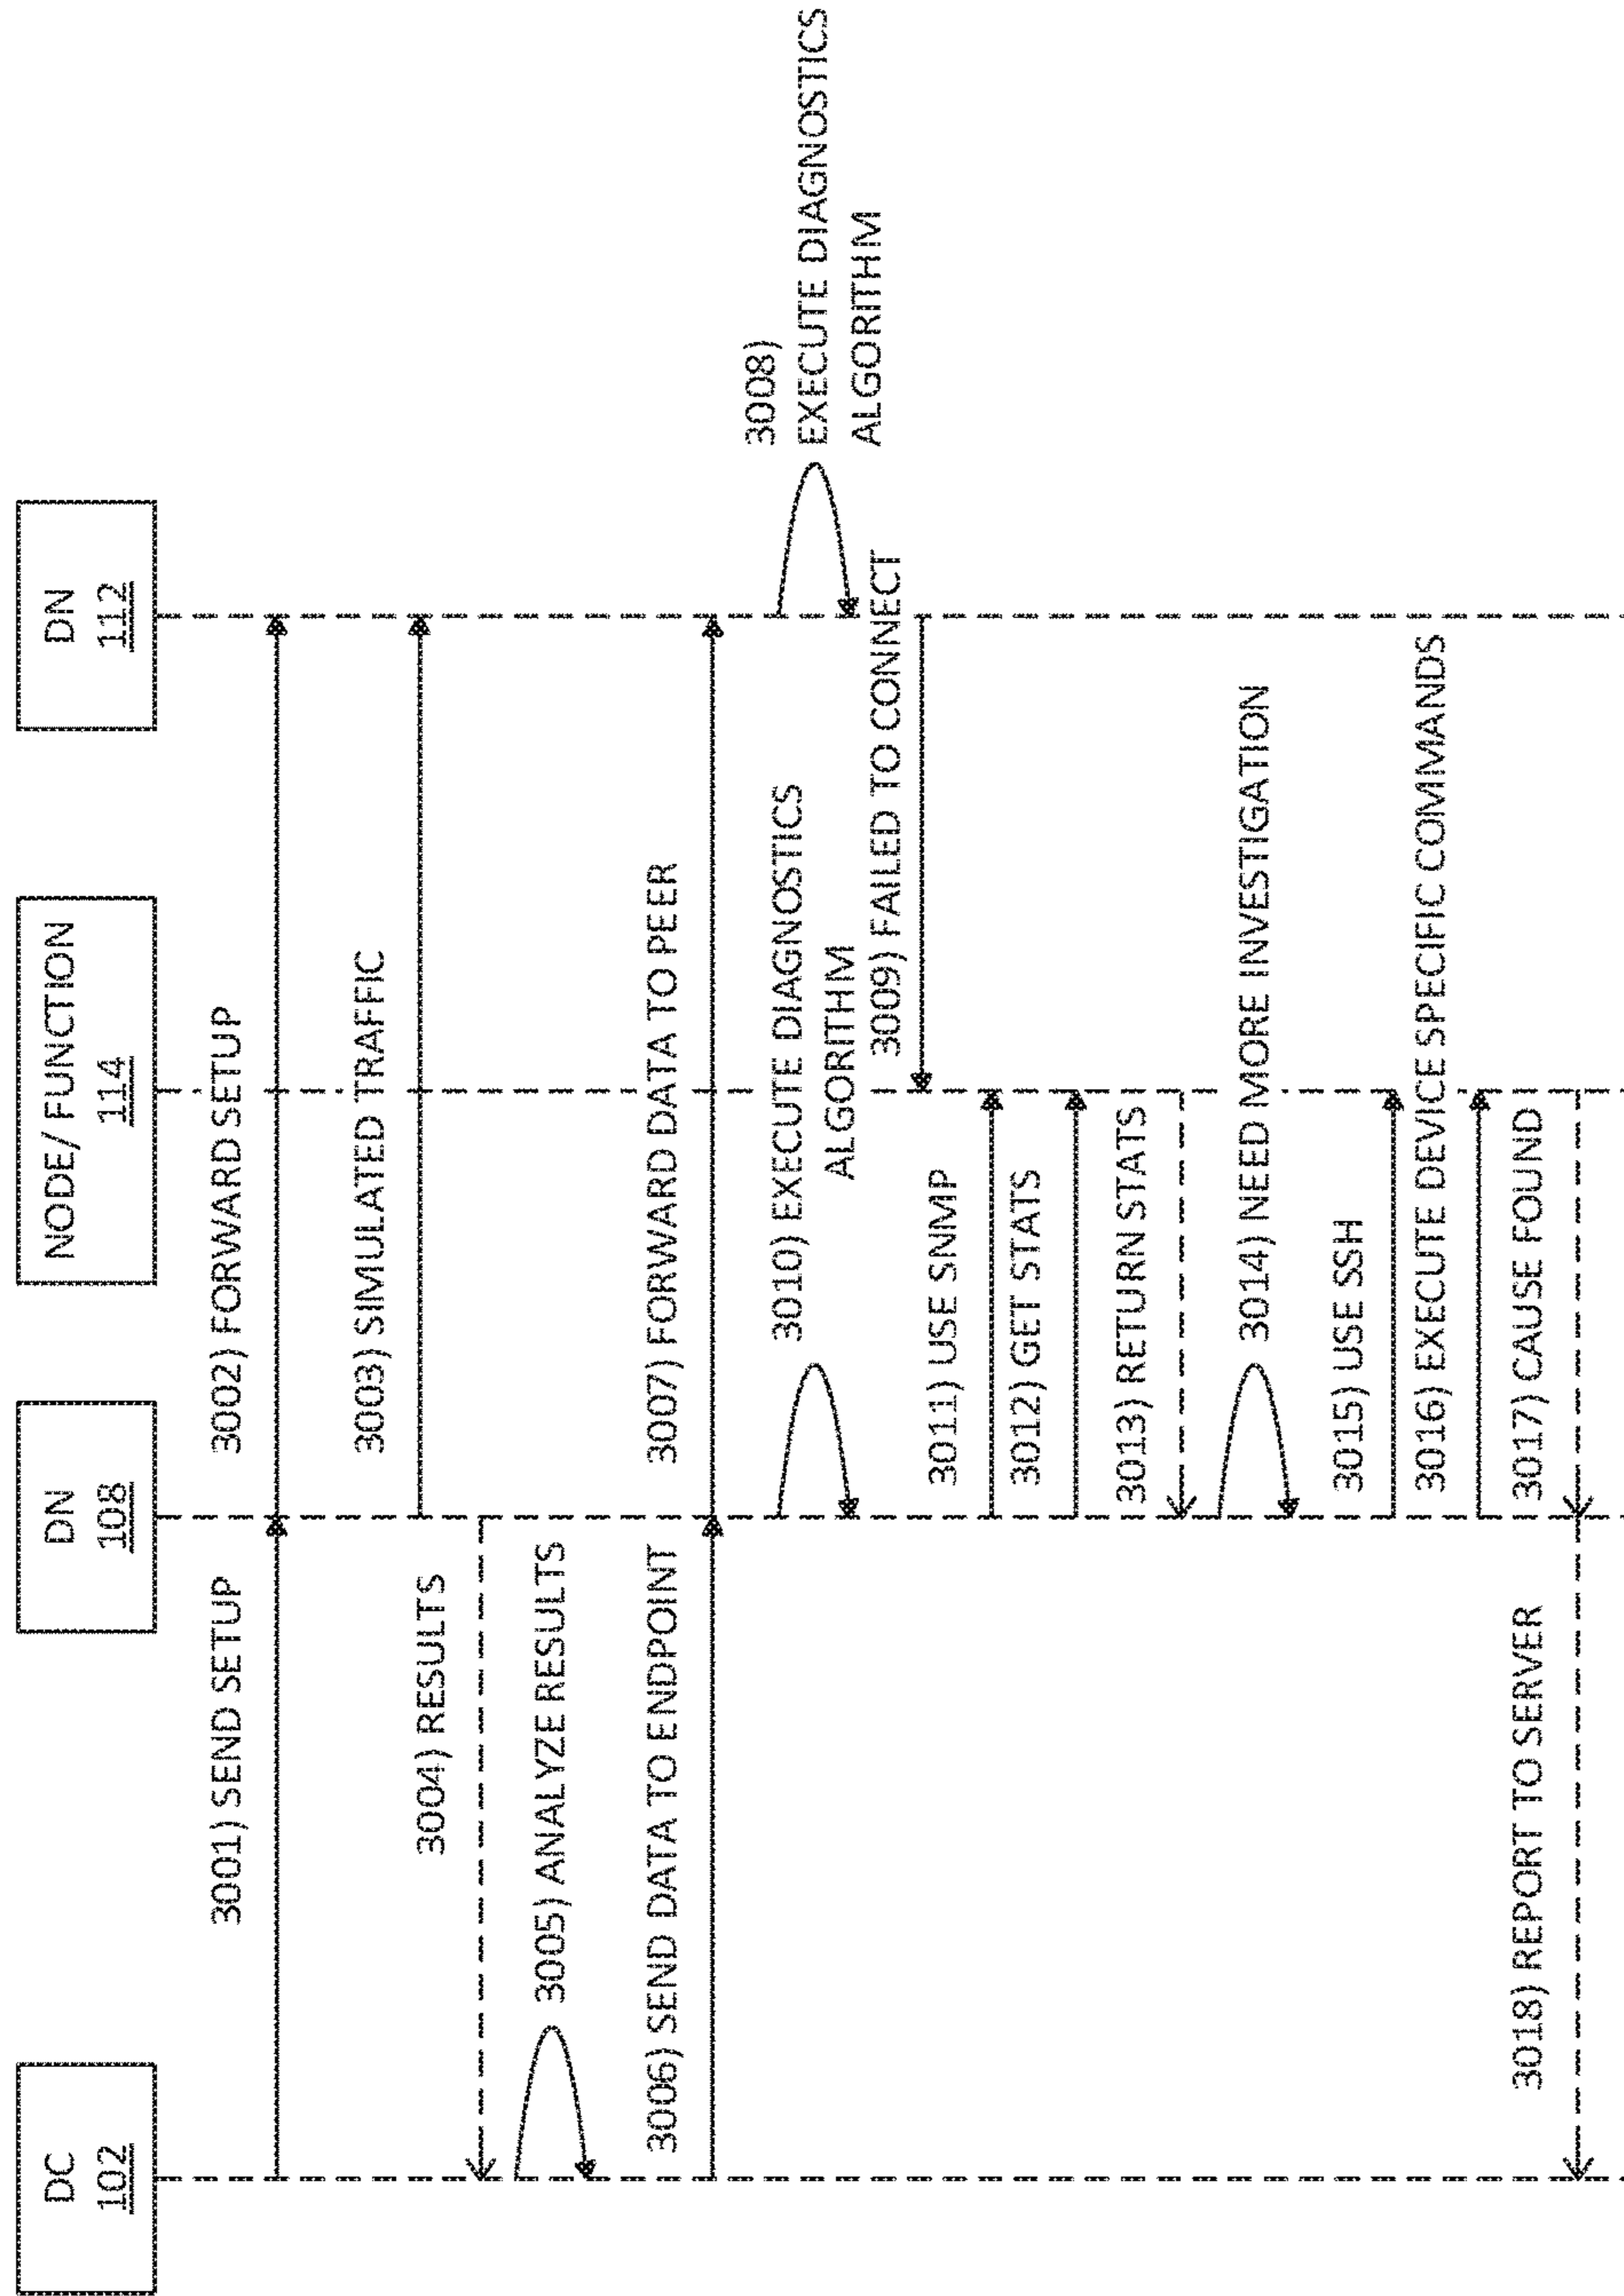 DC
102
DN
108
NODE/ FUNCTION
114
DN
112
3001) SEND SETUP
3002) FORWARD SETUP
3003) SIMULATED TRAFFIC
3004) RESULTS
3005) ANALYZE RESULTS
3006) SEND DATA TO ENDPOINT
3007) FORWARD DATA TO PEER
3008)
EXECUTE DIAGNOSTICS
ALGORITHM
3010) EXECUTE DIAGNOSTICS
ALGORITHM
3009) FAILED TO CONNECT
3011) USE SNMP
3012) GET STATS
3013) RETURN STATS
3014) NEED MORE INVESTIGATION
3015) USE SSH
3016) EXECUTE DEVICE SPECIFIC COMMANDS
3017) CAUSE FOUND
3018) REPORT TO SERVER